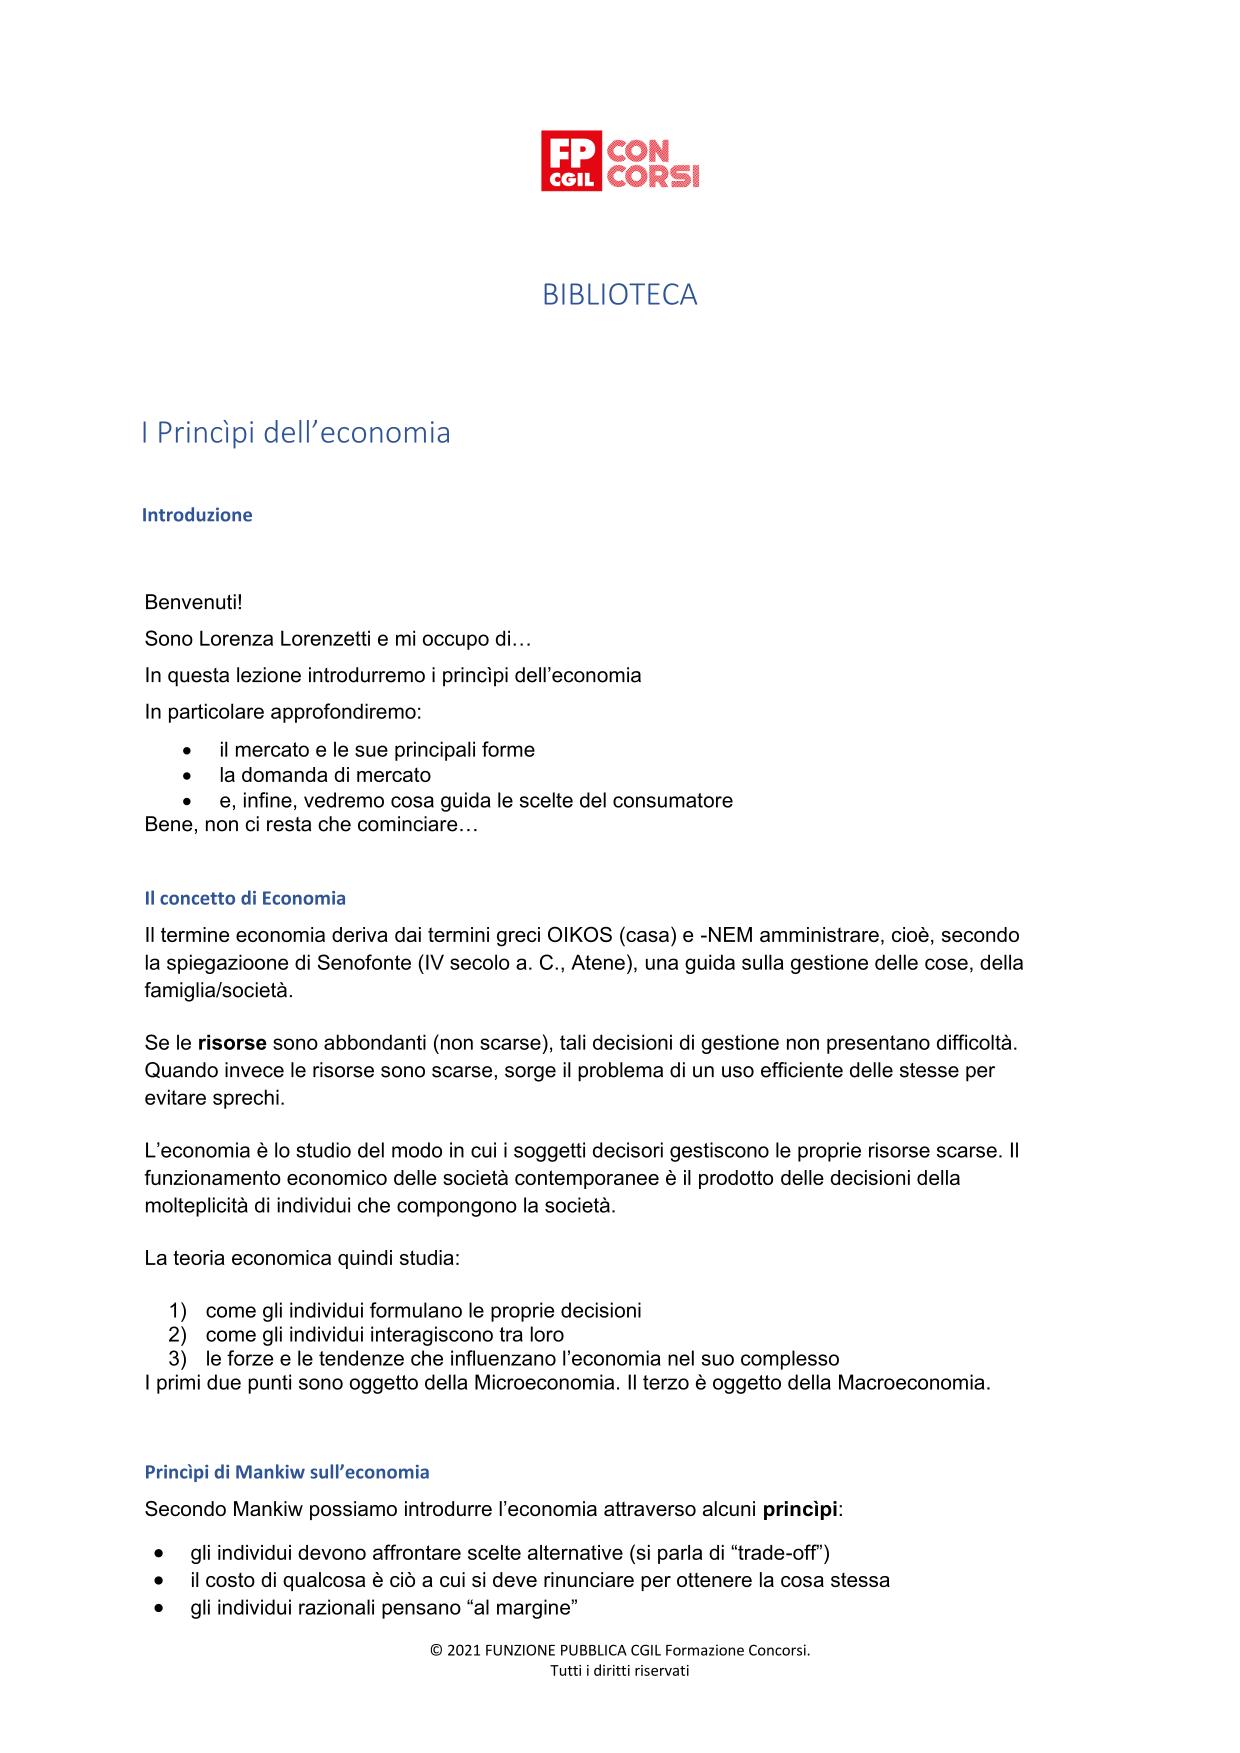 FP CGIL CON CORSI
BIBLIOTECA
I Princìpi dell’economia
Introduzione
Benvenuti!
Sono Lorenza Lorenzetti e mi occupo di…
In questa lezione introdurremo i princìpi dell’economia
In particolare approfondiremo:
• il mercato e le sue principali forme
• la domanda di mercato
• e, infine, vedremo cosa guida le scelte del consumatore
Bene, non ci resta che cominciare…
Il concetto di Economia
Il termine economia deriva dai termini greci OIKOS (casa) e -NEM amministrare, cioè, secondo
la spiegazioone di Senofonte (IV secolo a. C., Atene), una guida sulla gestione delle cose, della
famiglia/società.
Se le risorse sono abbondanti (non scarse), tali decisioni di gestione non presentano difficoltà.
Quando invece le risorse sono scarse, sorge il problema di un uso efficiente delle stesse per
evitare sprechi.
L’economia è lo studio del modo in cui i soggetti decisori gestiscono le proprie risorse scarse. Il
funzionamento economico delle società contemporanee è il prodotto delle decisioni della
molteplicità di individui che compongono la società.
La teoria economica quindi studia:
1) come gli individui formulano le proprie decisioni
2) come gli individui interagiscono tra loro
3) le forze e le tendenze che influenzano l’economia nel suo complesso
I primi due punti sono oggetto della Microeconomia. Il terzo è oggetto della Macroeconomia.
Princìpi di Mankiw sull’economia
Secondo Mankiw possiamo introdurre l’economia attraverso alcuni princìpi:
• gli individui devono affrontare scelte alternative (si parla di “trade-off”)
• il costo di qualcosa è ciò a cui si deve rinunciare per ottenere la cosa stessa
• gli individui razionali pensano “al margine”
© 2021 FUNZIONE PUBBLICA CGIL Formazione Concorsi.
Tutti i diritti riservati